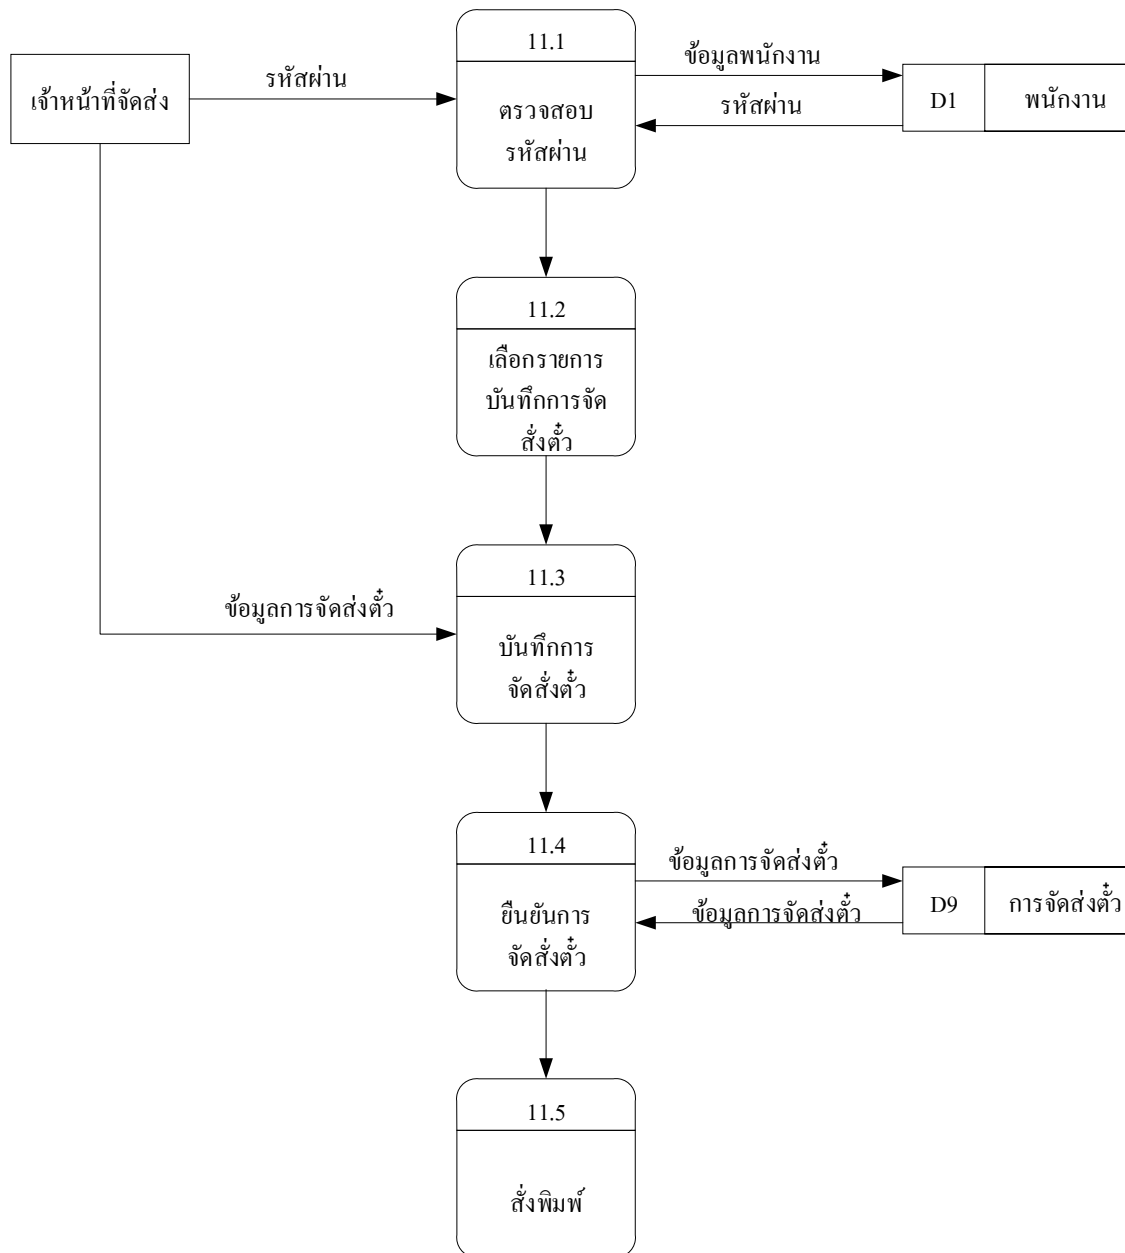 11.1
ข้อมูลพนักงาน
เจ้าหน้าที่จัดส่ง
รหัสผ่าน
D1
พนักงาน
รหัสผ่าน
ตรวจสอบ
รหัสผ่าน
11.2
เลือกรายการ
บันทึกการจัด
สั่งตั๋ว
11.3
ข้อมูลการจัดส่งตั๋ว
บันทึกการ
จัดสั่งตั๋ว
11.4
ข้อมูลการจัดส่งตั๋ว
ข้อมูลการจัดส่งตั๋ว
D9
การจัดส่งตั๋ว
ยืนยันการ
จัดสั่งตั๋ว
11.5
สั่งพิมพ์